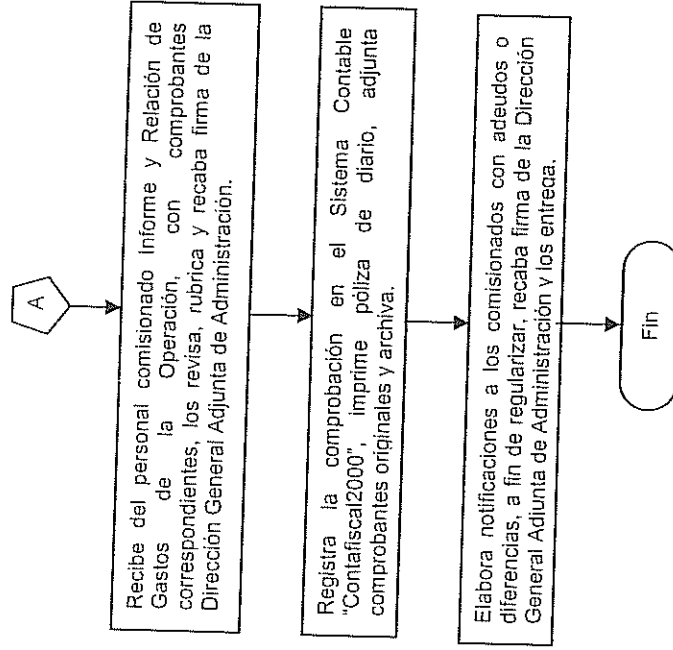 A
Recibe del personal comisionado Informe y Relación de
Gastos de la Operación, con comprobantes
correspondientes, los revisa, rubrica y recaba firma de la
Dirección General Adjunta de Administración.
Registra la comprobación en el Sistema Contable
"Contafiscal2000", imprime póliza de diario, adjunta
comprobantes originales y archiva.
Elabora notificaciones a los comisionados con adeudos o
diferencias, a fin de regularizar, recaba firma de la Dirección
General Adjunta de Administración y los entrega.
Fin